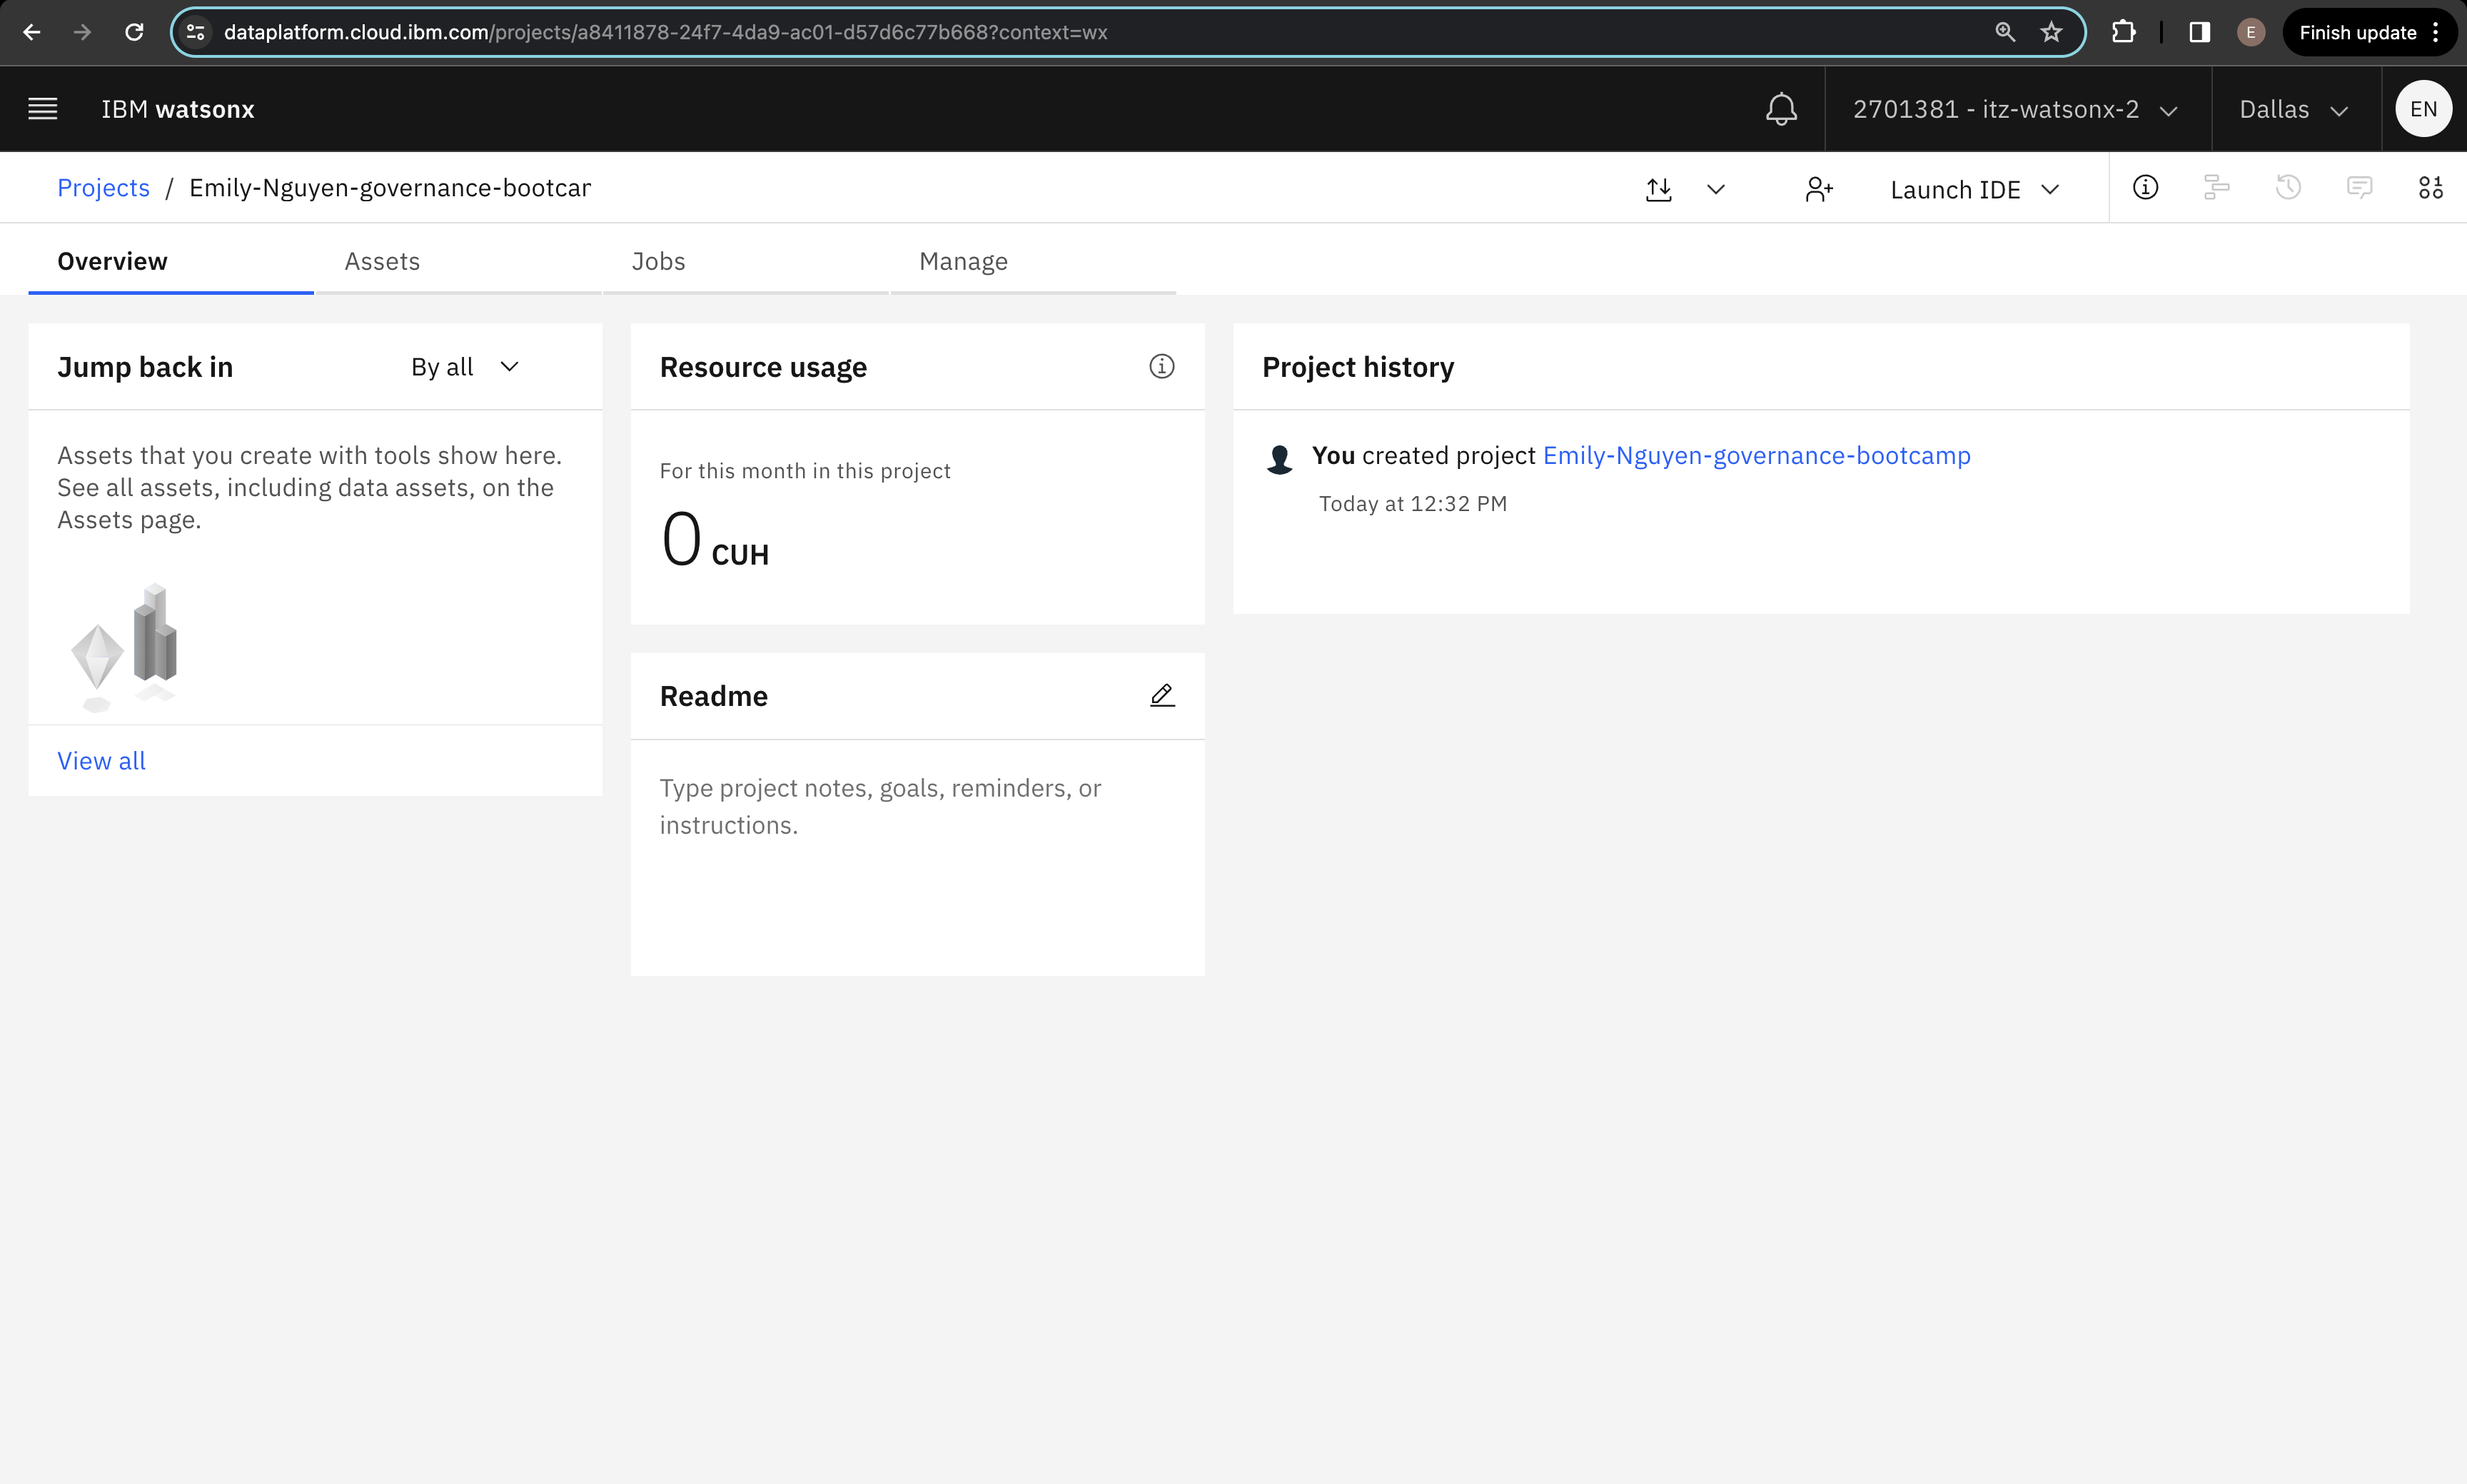 dataplatform.cloud.ibm.com/projects/a8411878-24f7-4da9-ac01-d57d6c77b668?context=wx
E
Finish update
IBM watsonx
2701381 - itz-watsonx-2
Dallas
EN
Projects / Emily-Nguyen-governance-bootcar
Launch IDE
Overview
Assets
Jobs
Manage
Jump back in
By all
Assets that you create with tools show here.
See all assets, including data assets, on the
Assets page.
View all
Resource usage
For this month in this project
0 CUH
Readme
Type project notes, goals, reminders, or
instructions.
Project history
You created project Emily-Nguyen-governance-bootcamp
Today at 12:32 PM